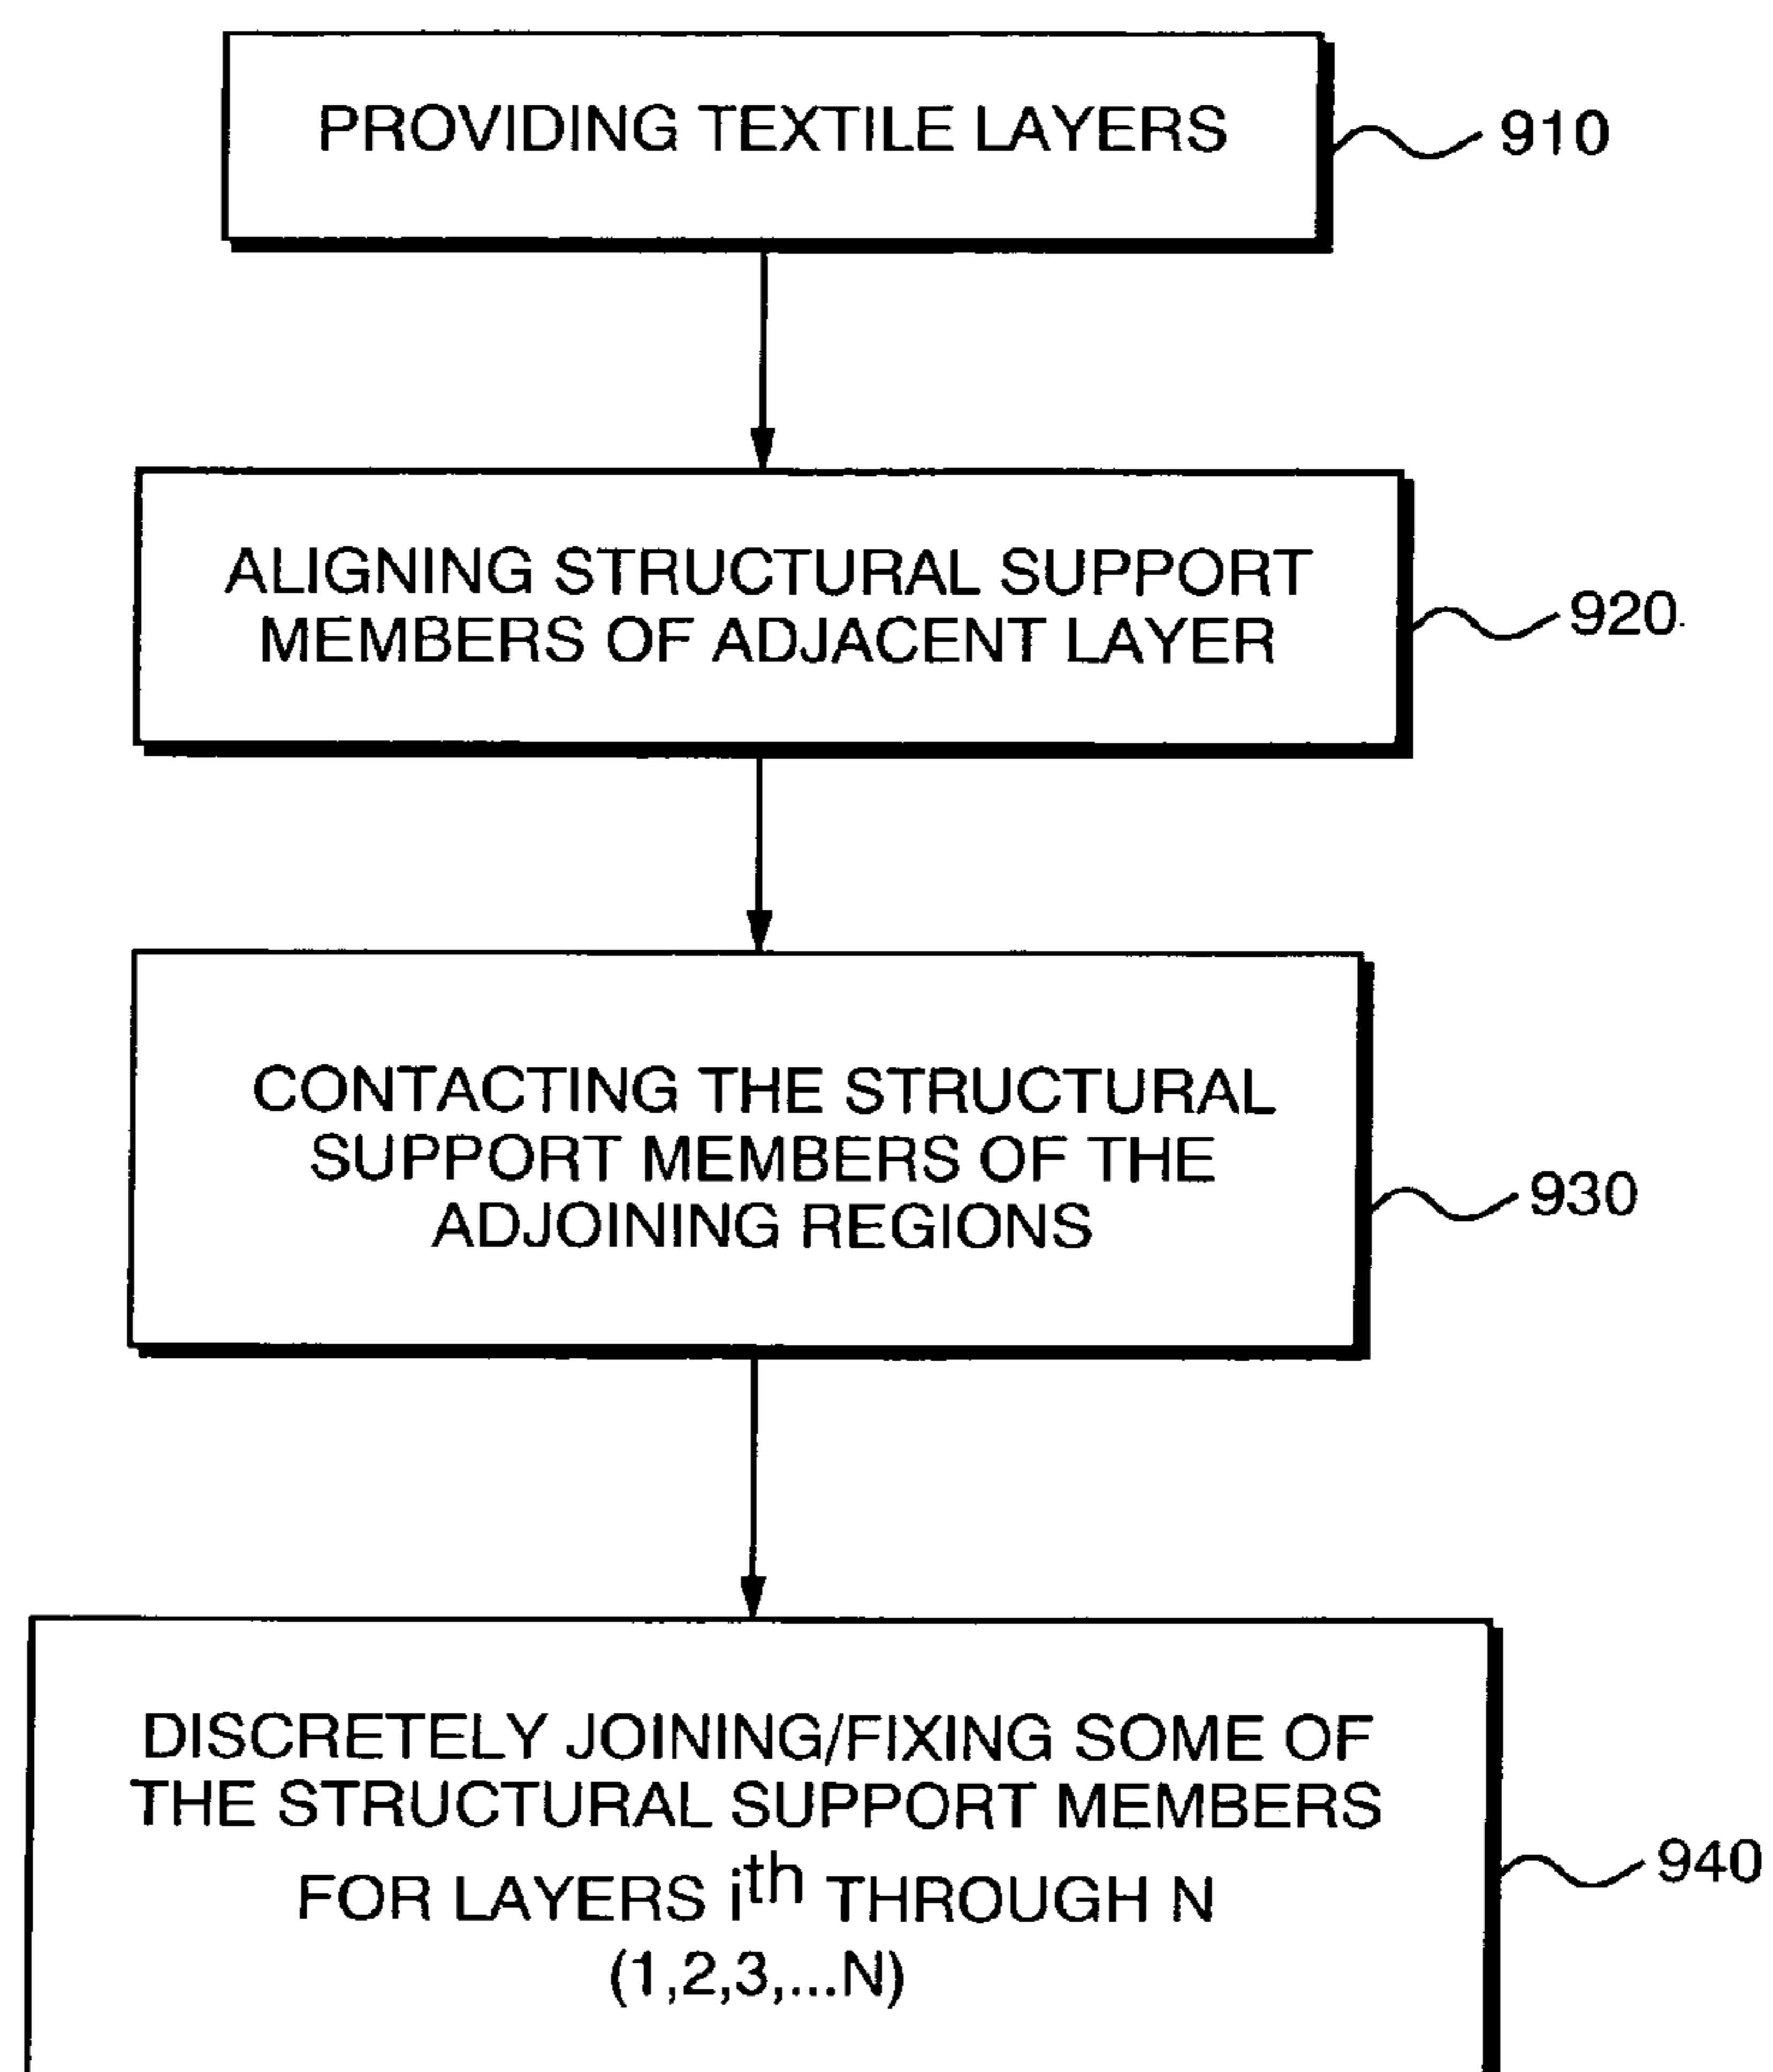 PROVIDING TEXTILE LAYERS
910
ALIGNING STRUCTURAL SUPPORT
MEMBERS OF ADJACENT LAYER
920
CONTACTING THE STRUCTURAL
SUPPORT MEMBERS OF THE
ADJOINING REGIONS
930
DISCRETELY JOINING/FIXING SOME OF
THE STRUCTURAL SUPPORT MEMBERS
FOR LAYERS ith THROUGH N
(1,2,3,...N)
940